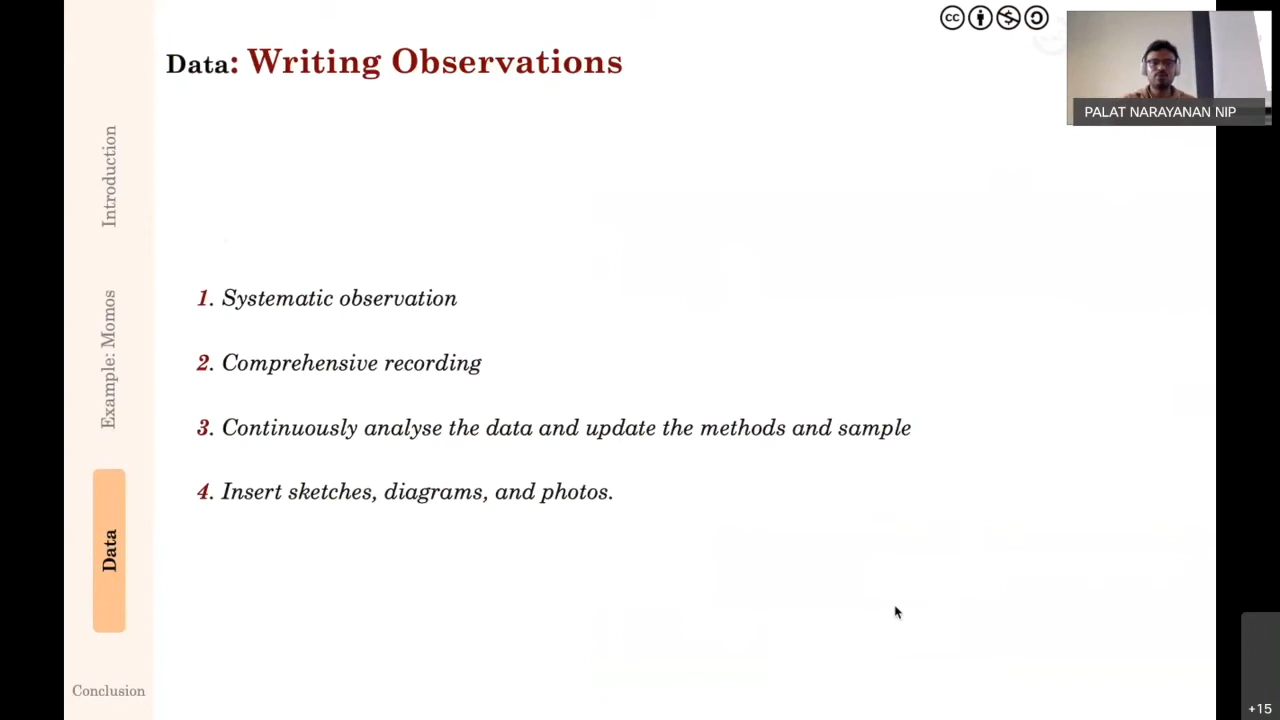 Data: Writing Observations
PALAT NARAYANAN NIP
Introduction
Example: Momos
Data
Conclusion
1. Systematic observation
2. Comprehensive recording
3. Continuously analyse the data and update the methods and sample
4. Insert sketches, diagrams, and photos.
cc
+15